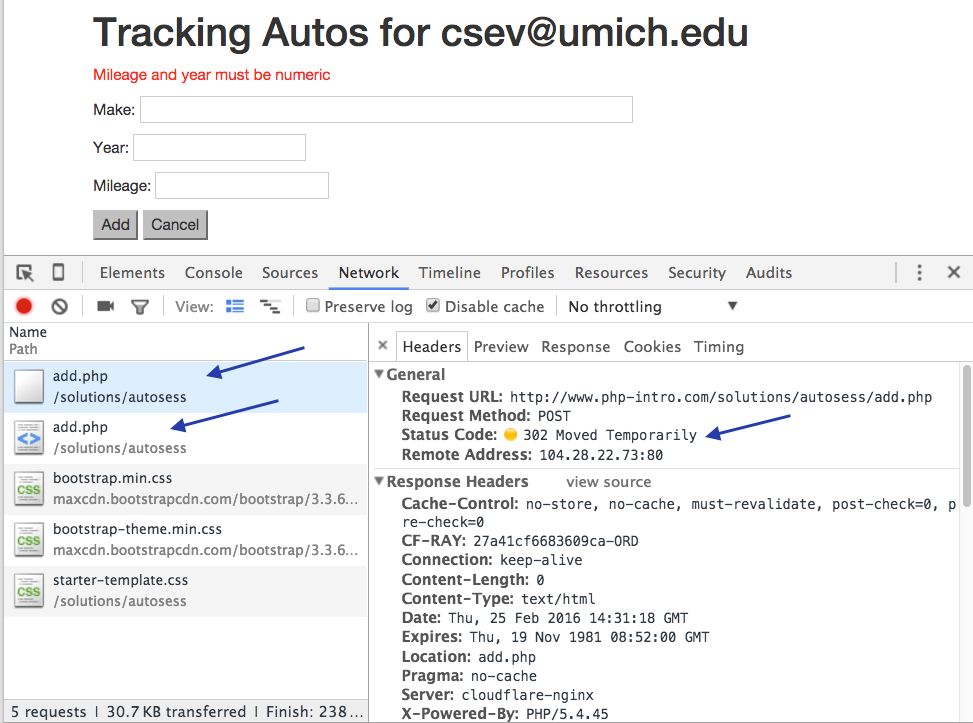 Tracking Autos for csev@umich.edu
Mileage and year must be numeric
Make:
Year:
Mileage:
Add Cancel
Elements Console Sources Network Timeline Profiles Resources Security Audits
View: Preserve log Disable cache No throttling
Name
Path
add.php
/solutions/autosess
add.php
/solutions/autosess
bootstrap.min.css
maxcdn.bootstrapcdn.com/bootstrap/3.3.6...
bootstrap-theme.min.css
maxcdn.bootstrapcdn.com/bootstrap/3.3.6...
starter-template.css
/solutions/autosess
5 requests | 30.7 KB transferred | Finish: 238...
Headers Preview Response Cookies Timing
General
Request URL: http://www.php-intro.com/solutions/autosess/add.php
Request Method: POST
Status Code: 302 Moved Temporarily
Remote Address: 104.28.22.73:80
Response Headers view source
Cache-Control: no-store, no-cache, must-revalidate, post-check=0, p
re-check=0
CF-RAY: 27a41cf6683609ca-ORD
Connection: keep-alive
Content-Length: 0
Content-Type: text/html
Date: Thu, 25 Feb 2016 14:31:18 GMT
Expires: Thu, 19 Nov 1981 08:52:00 GMT
Location: add.php
Pragma: no-cache
Server: cloudflare-nginx
X-Powered-By: PHP/5.4.45